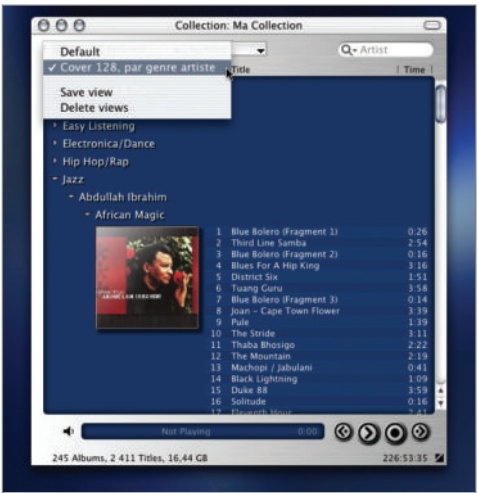 Collection: Ma Collection
Default
✓ Cover 128, par genre artiste
Save view
Delete views
Artist
Title
Time
Easy Listening
Electronica/Dance
Hip Hop/Rap
Jazz
Abdullah Ibrahim
African Magic
1 Blue Bolero (Fragment 1) 0:26
2 Third Line Samba 2:54
3 Blue Bolero (Fragment 2) 0:16
4 Blues For A Hip King 3:16
5 District Six 1:51
6 Tuang Guru 3:58
7 Blue Bolero (Fragment 3) 0:14
8 Joan - Cape Town Flower 3:39
9 Pule 1:39
10 The Stride 3:11
11 Thaba Bhosigo 2:22
12 The Mountain 2:19
13 Machopi / Jabulani 0:41
14 Black Lightning 1:09
15 Duke 88 3:59
16 Solitude 0:16
17 Eleventh Hour 2:41
Not Playing 0:00
245 Albums, 2 411 Titles, 16,44 GB
226:53:35